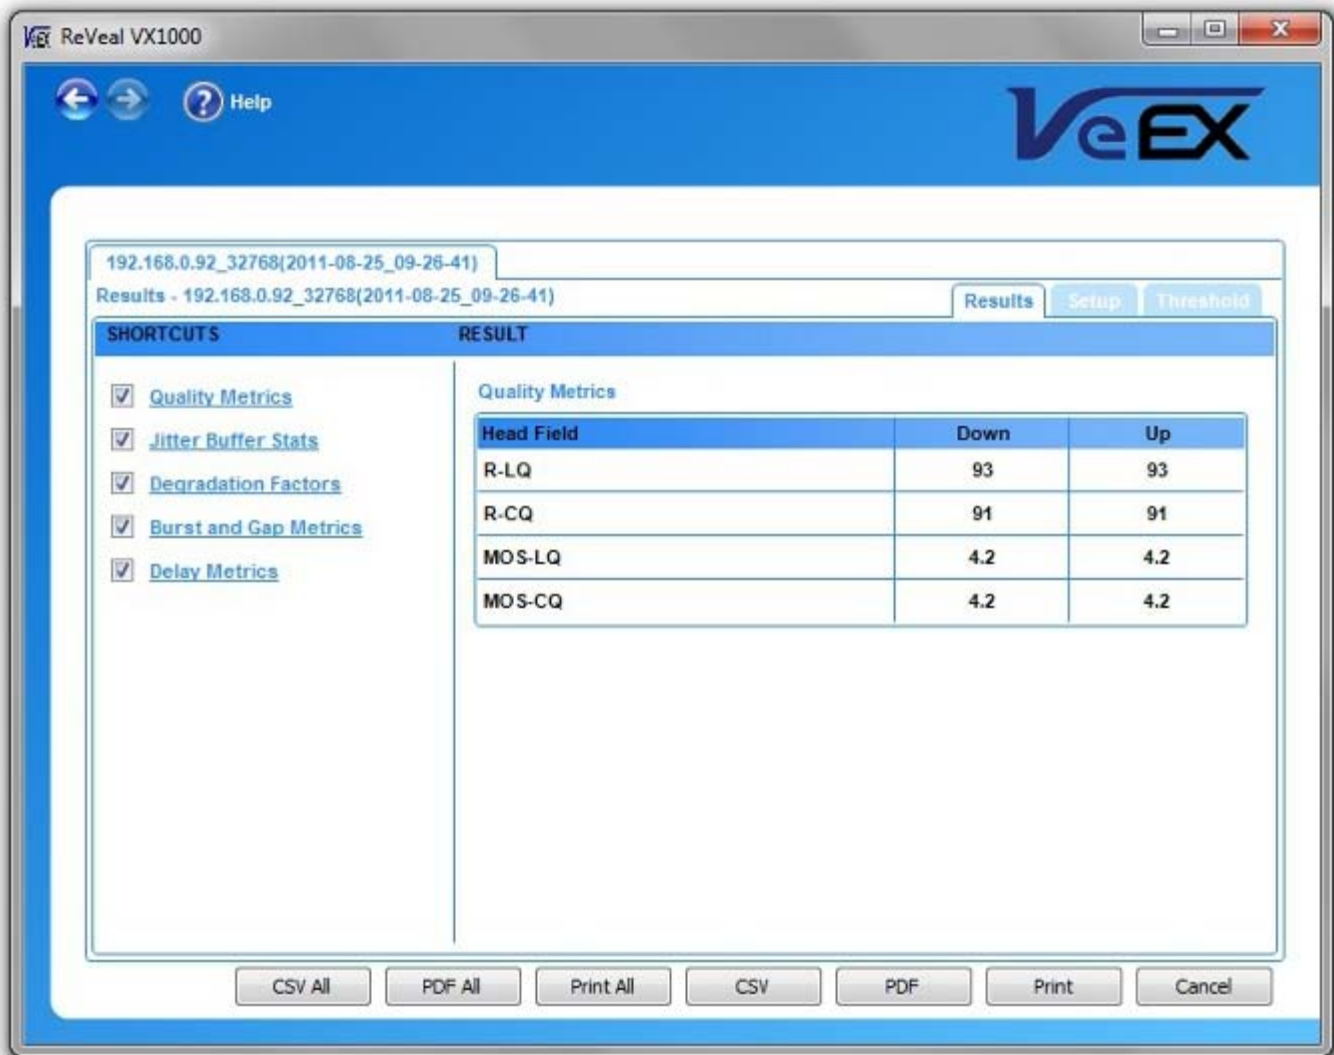 VeEX ReVeal VX1000
? Help
VeEX
192.168.0.92_32768(2011-08-25_09-26-41)
Results - 192.168.0.92_32768(2011-08-25_09-26-41) Results Setup Threshold
SHORTCUTS RESULT
Quality Metrics
Jitter Buffer Stats
Degradation Factors
Burst and Gap Metrics
Delay Metrics
Quality Metrics
Head Field Down Up
R-LQ 93 93
R-CQ 91 91
MOS-LQ 4.2 4.2
MOS-CQ 4.2 4.2
CSV All PDF All Print All CSV PDF Print Cancel